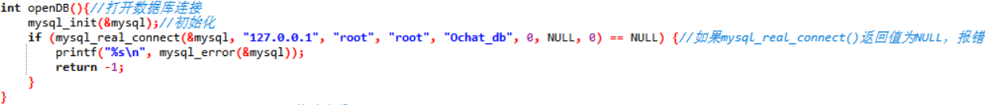 int openDB(){//打开数据库连接
    mysql_init(&mysql);//初始化
    if (mysql_real_connect(&mysql, "127.0.0.1", "root", "root", "Ochat_db", 0, NULL, 0) == NULL) {//如果mysql_real_connect()返回值为NULL，报错
        printf("%s\n", mysql_error(&mysql));
        return -1;
    }
}